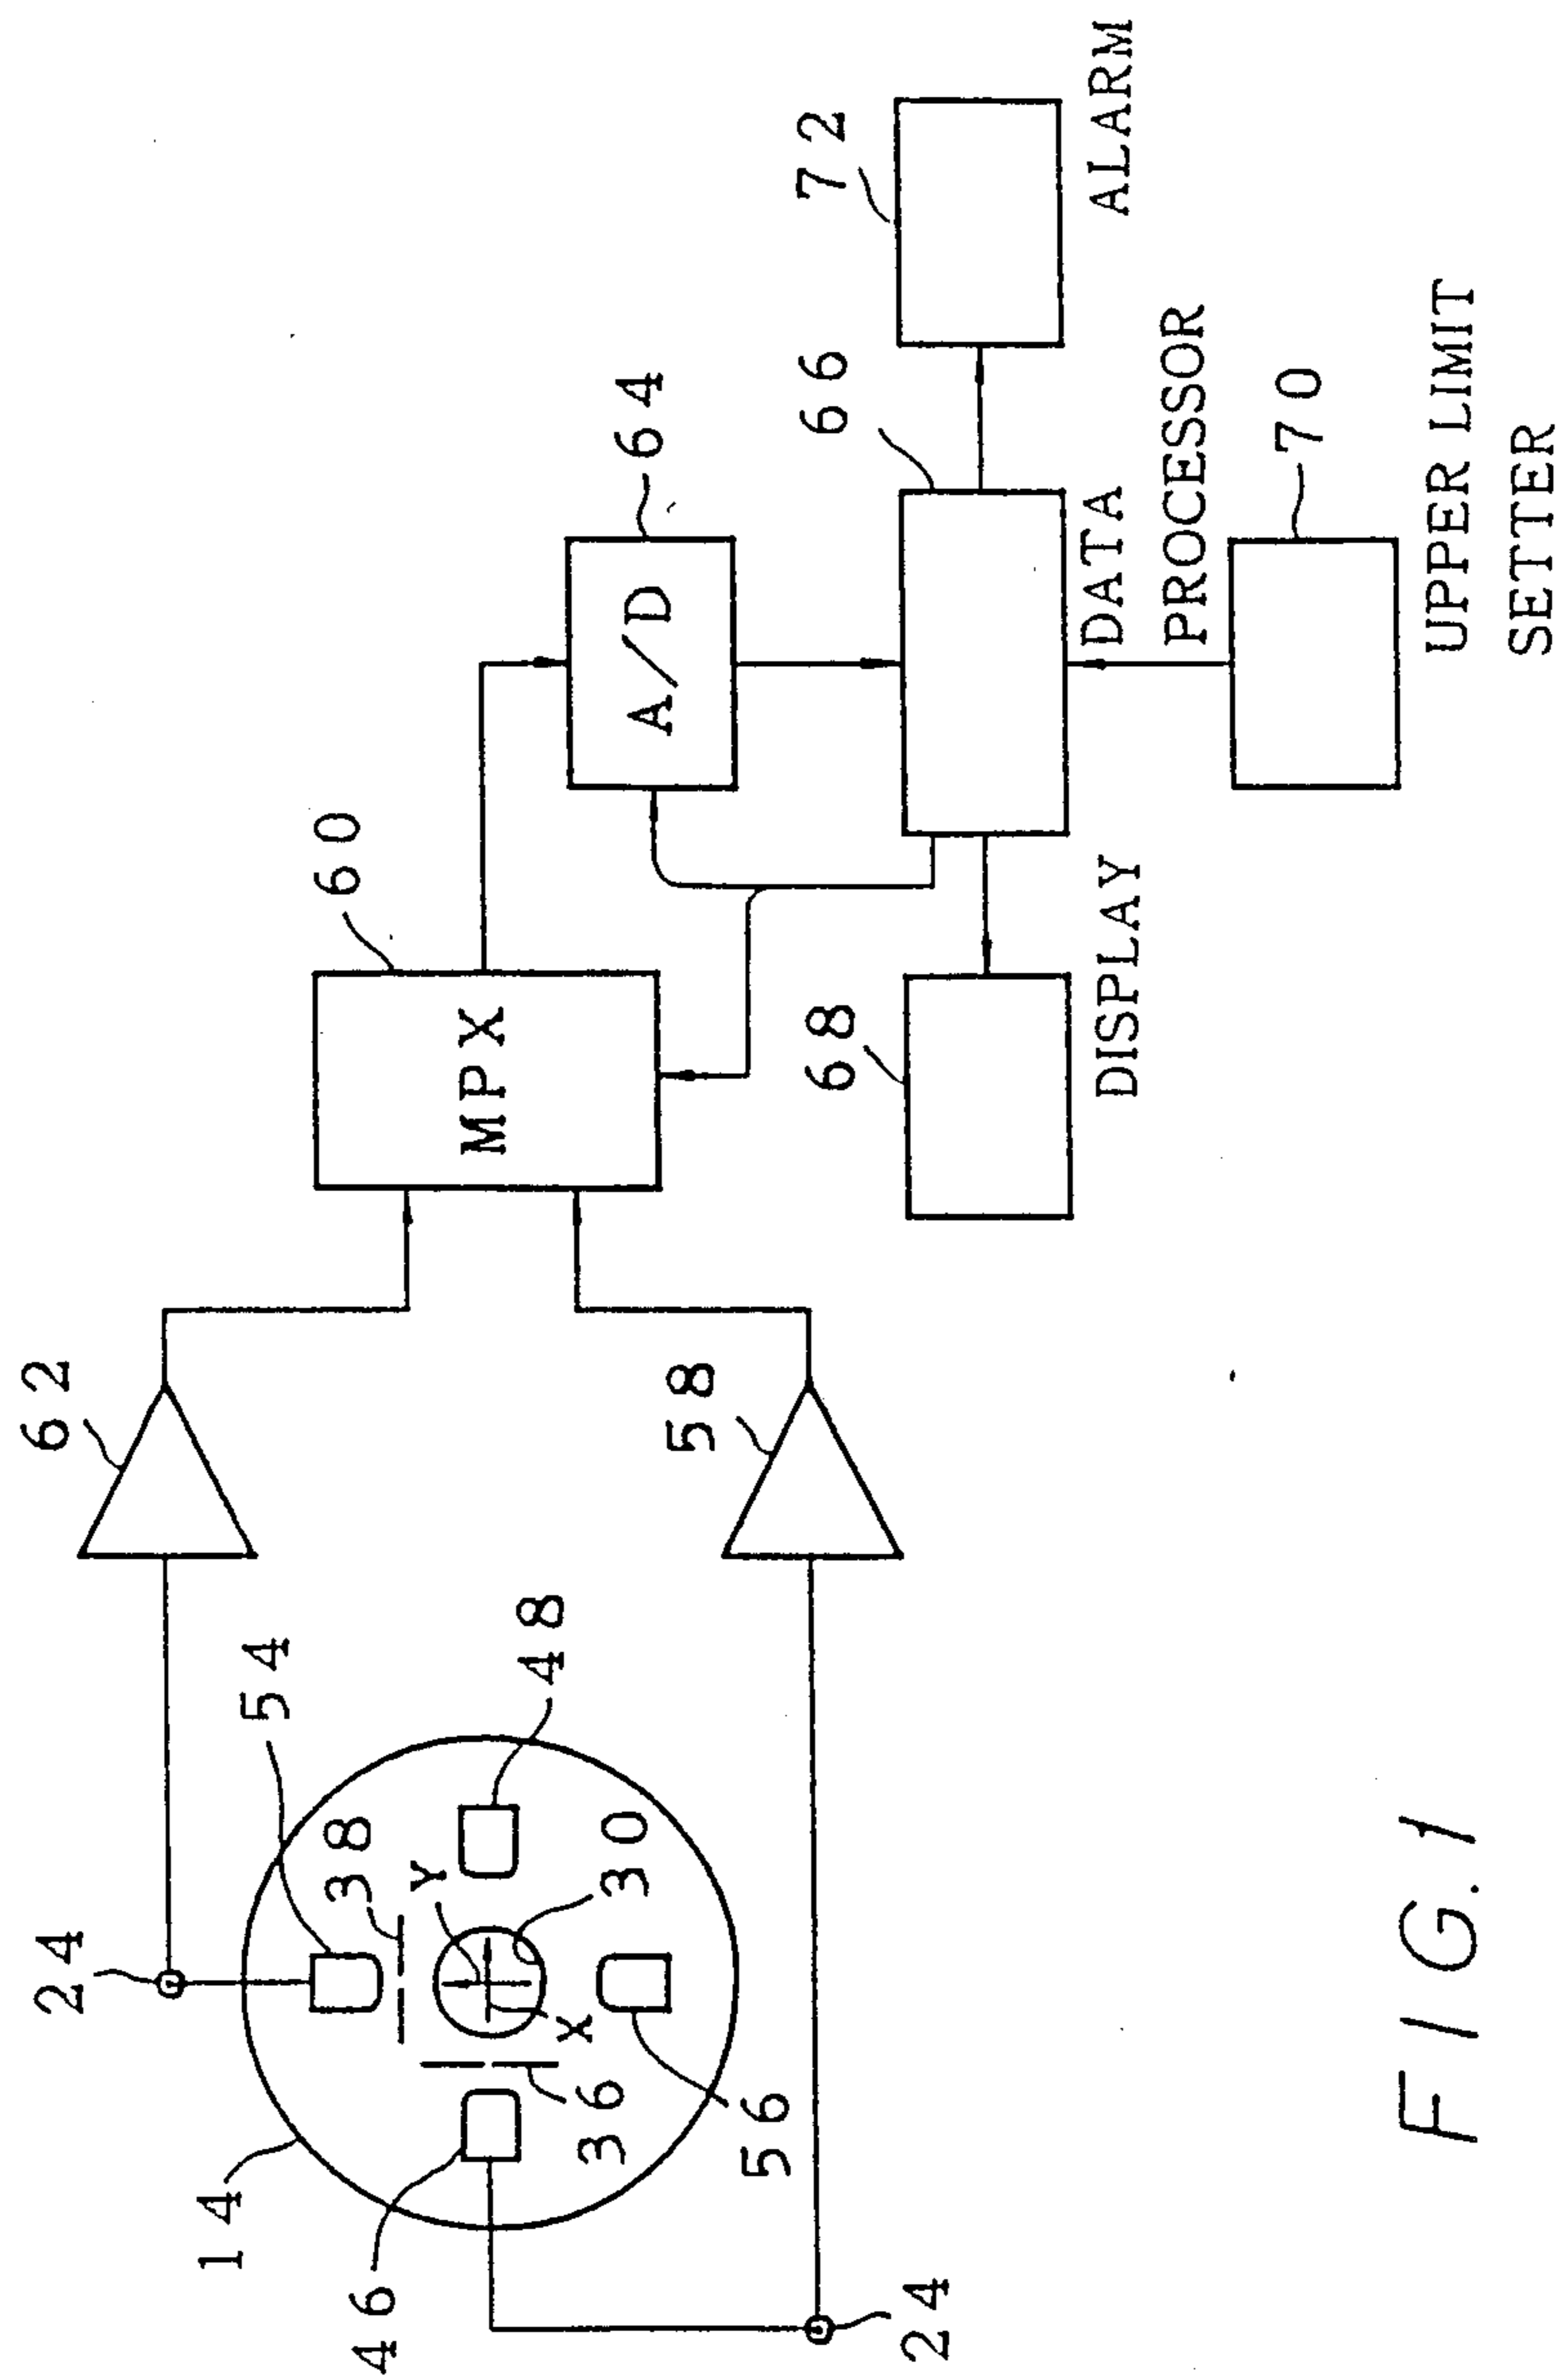 62
24
54
14
38
60
Y
MPX
46
48
X
36
30
64
A/D
58
56
72
68
66
24
DISPLAY
DATA
PROCESSOR
ALARM
70
UPPER LIMIT
SETTER
FIG. 1